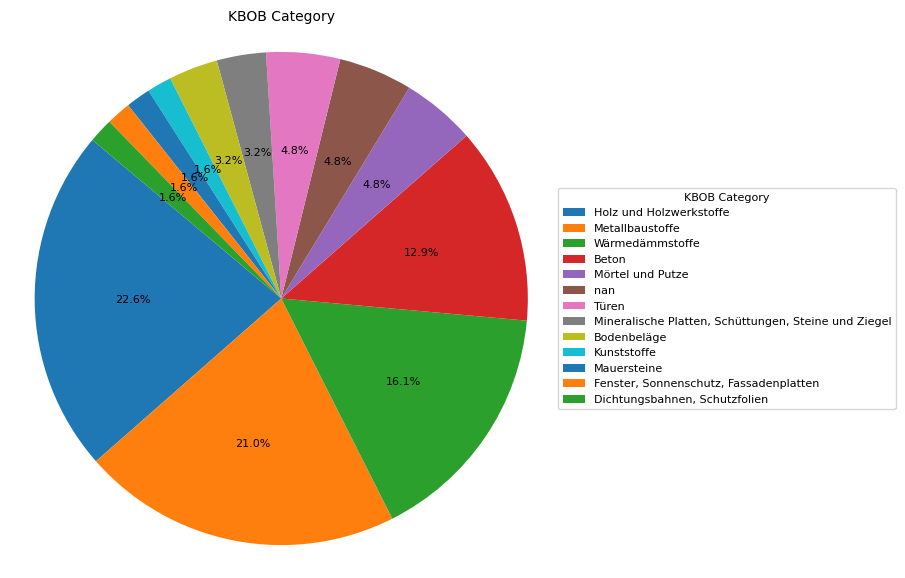 KBOB Category
4.8%
3.2%
3.2%
4.8%
4.8%
1.6%
1.6%
1.6%
1.6%
12.9%
22.6%
16.1%
21.0%
KBOB Category
Holz und Holzwerkstoffe
Metallbaustoffe
Wärmedämmstoffe
Beton
Mörtel und Putze
nan
Türen
Mineralische Platten, Schüttungen, Steine und Ziegel
Bodenbeläge
Kunststoffe
Mauersteine
Fenster, Sonnenschutz, Fassadenplatten
Dichtungsbahnen, Schutzfolien